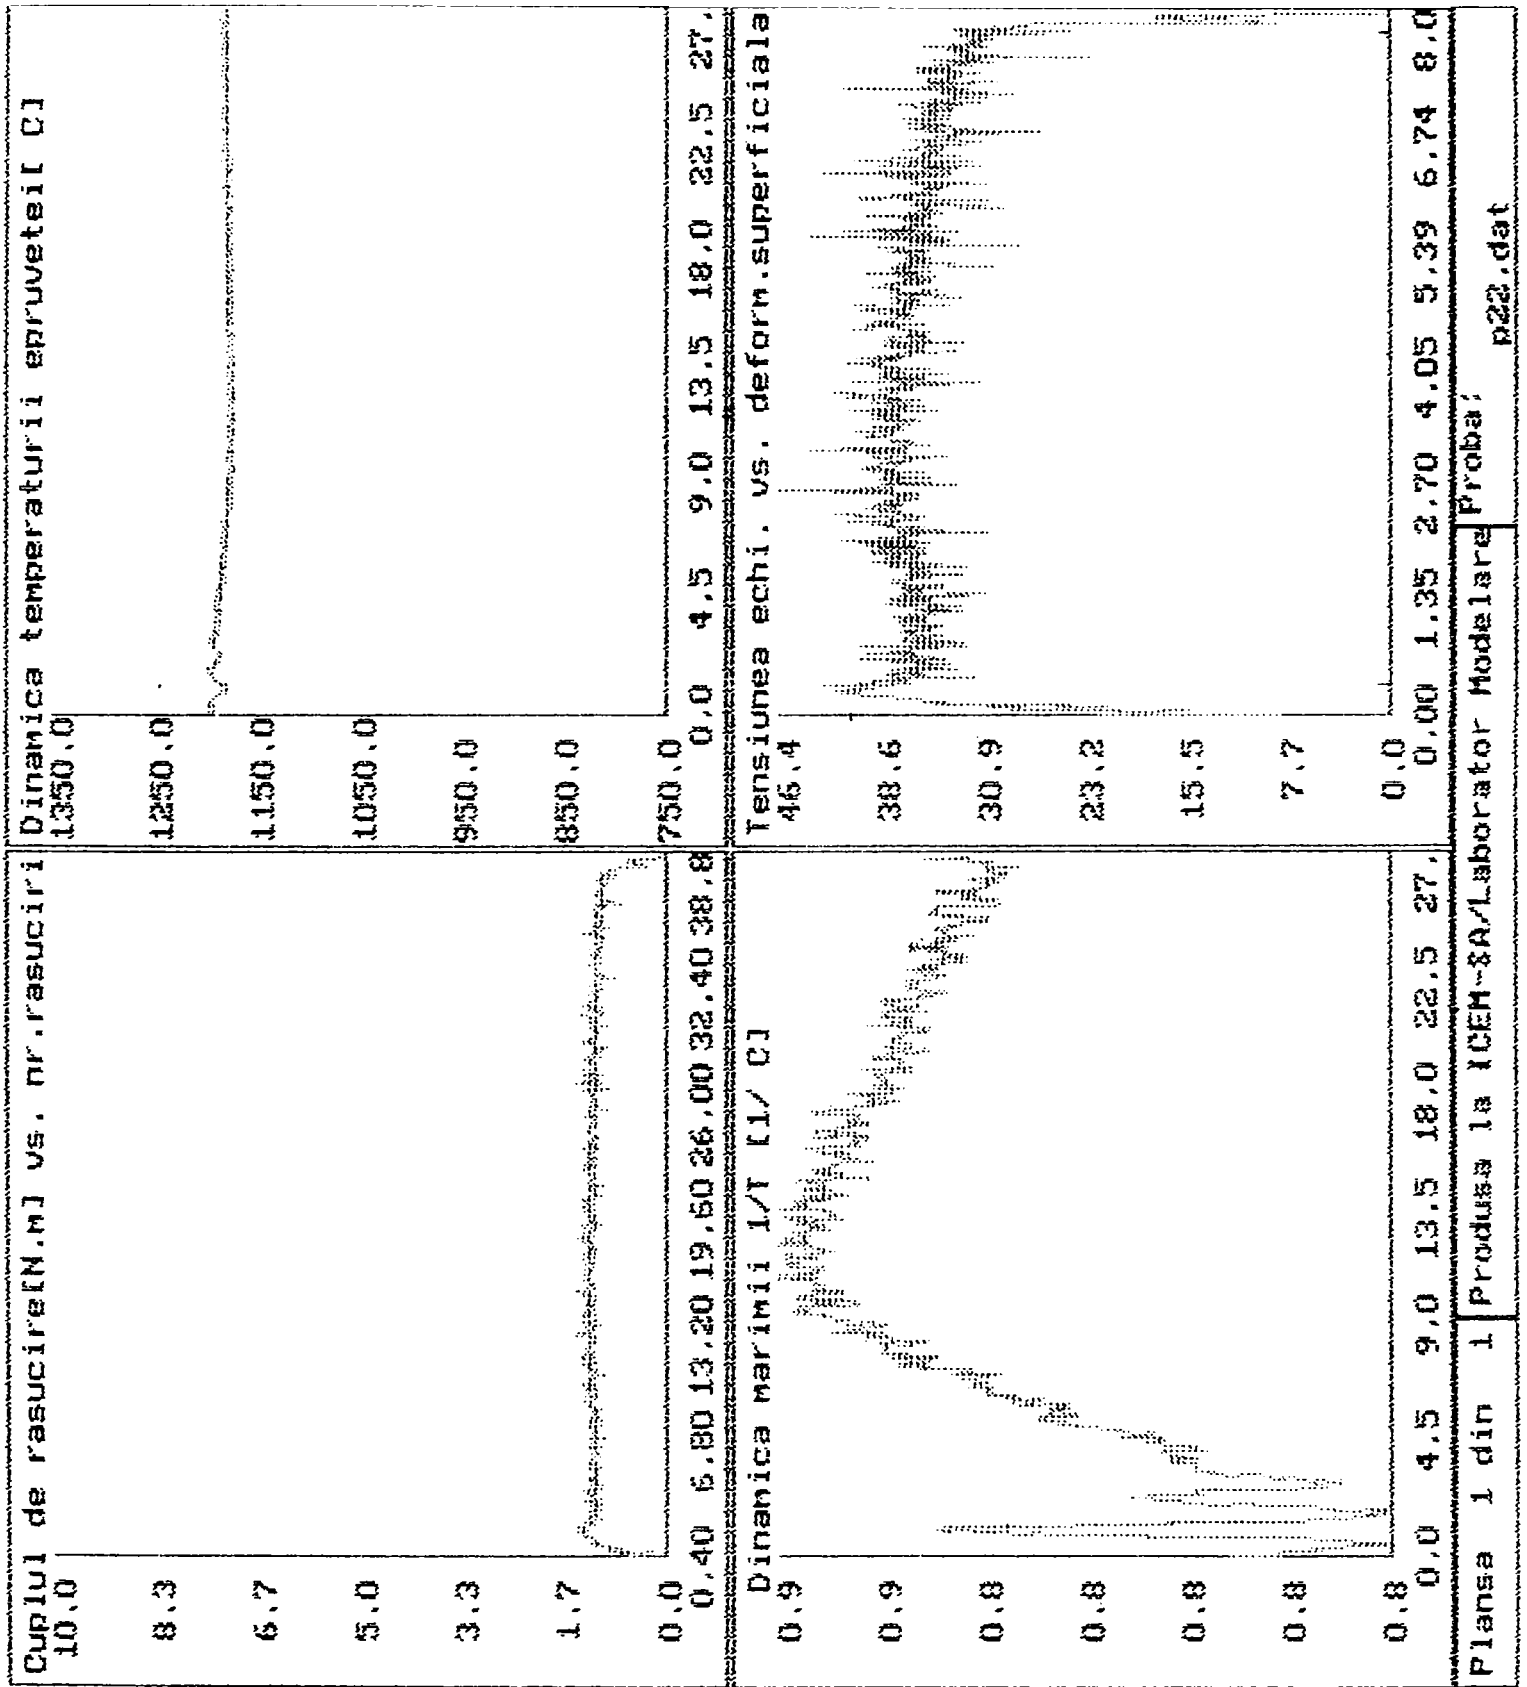 Cuplul de rasucire[N.m] vs. nr.rasuciri
10.0
8.3
6.7
5.0
3.3
1.7
0.0
0.40 6.80 13.20 19.60 26.00 32.40 38.8
Dinamica temperaturii epruvetei[ C]
1350.0
1250.0
1150.0
1050.0
950.0
850.0
750.0
0.0 4.5 9.0 13.5 18.0 22.5 27.
Dinamica marimii 1/T [1/ C]
0.9
0.9
0.8
0.8
0.8
0.8
0.8
0.0 4.5 9.0 13.5 18.0 22.5 27.
Tensiunea echi. vs. deform.superficiala
46.4
38.6
30.9
23.2
15.5
7.7
0.0
0.00 1.35 2.70 4.05 5.39 6.74 8.0
Plansa 1 din 1
Produsa la ICEM-SA/Laborator Modelare
Proba:
p22.dat